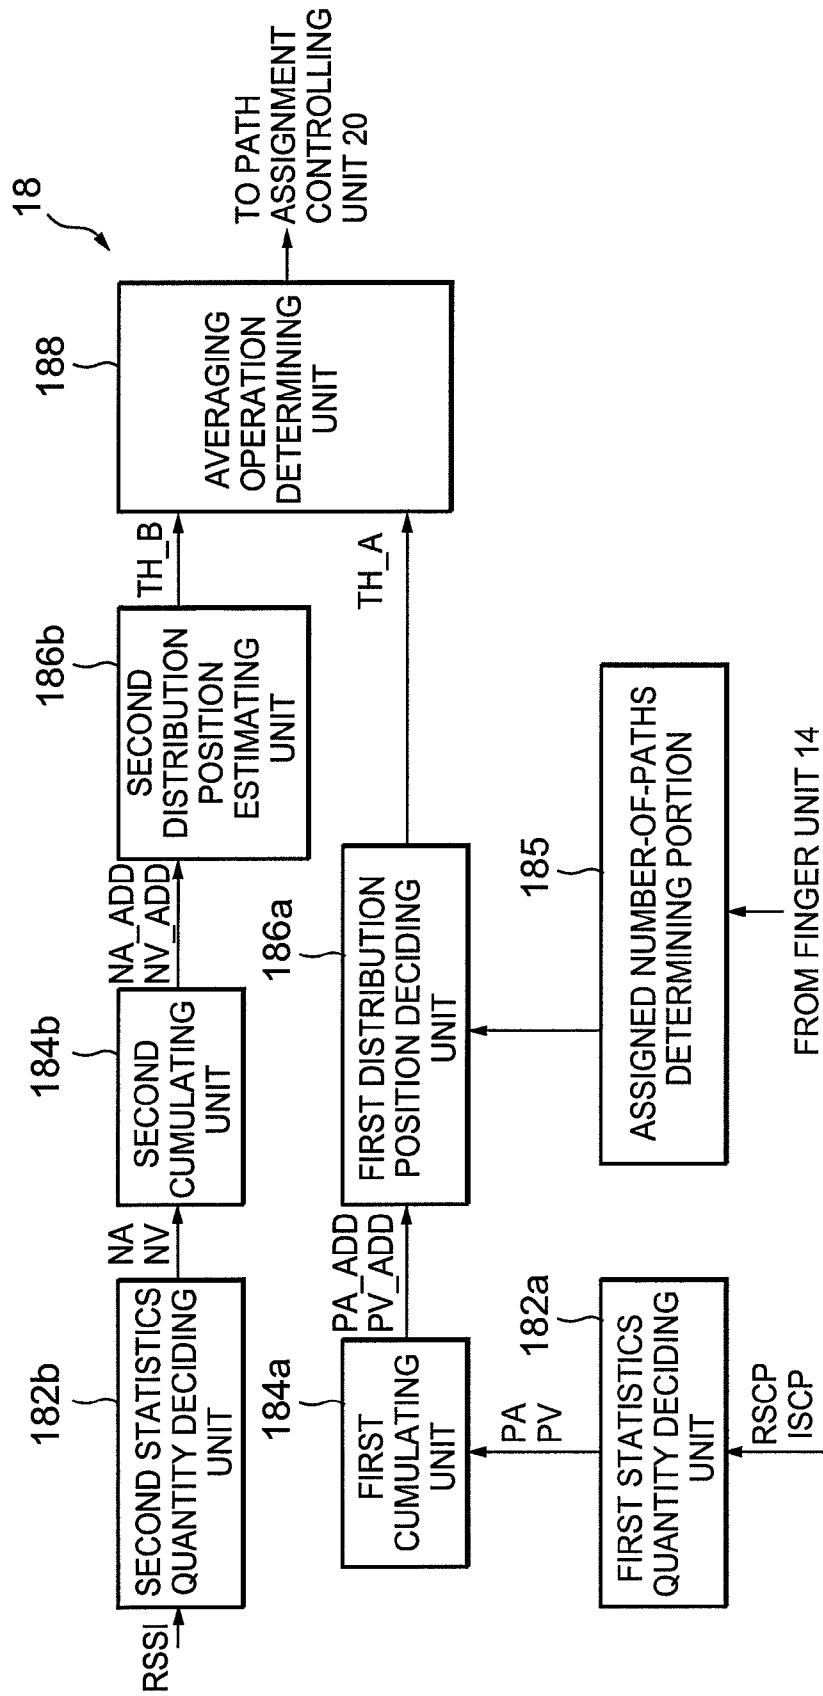 18
RSSI
182b
SECOND STATISTICS
QUANTITY DECIDING
UNIT
NA
NV
184b
SECOND
CUMULATING
UNIT
NA_ADD
NV_ADD
186b
SECOND
DISTRIBUTION
POSITION
ESTIMATING
UNIT
TH_B
188
AVERAGING
OPERATION
DETERMINING
UNIT
TO PATH
ASSIGNMENT
CONTROLLING
UNIT 20
184a
FIRST
CUMULATING
UNIT
PA_ADD
PV_ADD
186a
FIRST DISTRIBUTION
POSITION DECIDING
UNIT
TH_A
PA
PV
182a
FIRST STATISTICS
QUANTITY DECIDING
UNIT
RSCP
ISCP
185
ASSIGNED NUMBER-OF-PATHS
DETERMINING PORTION
FROM FINGER UNIT 14